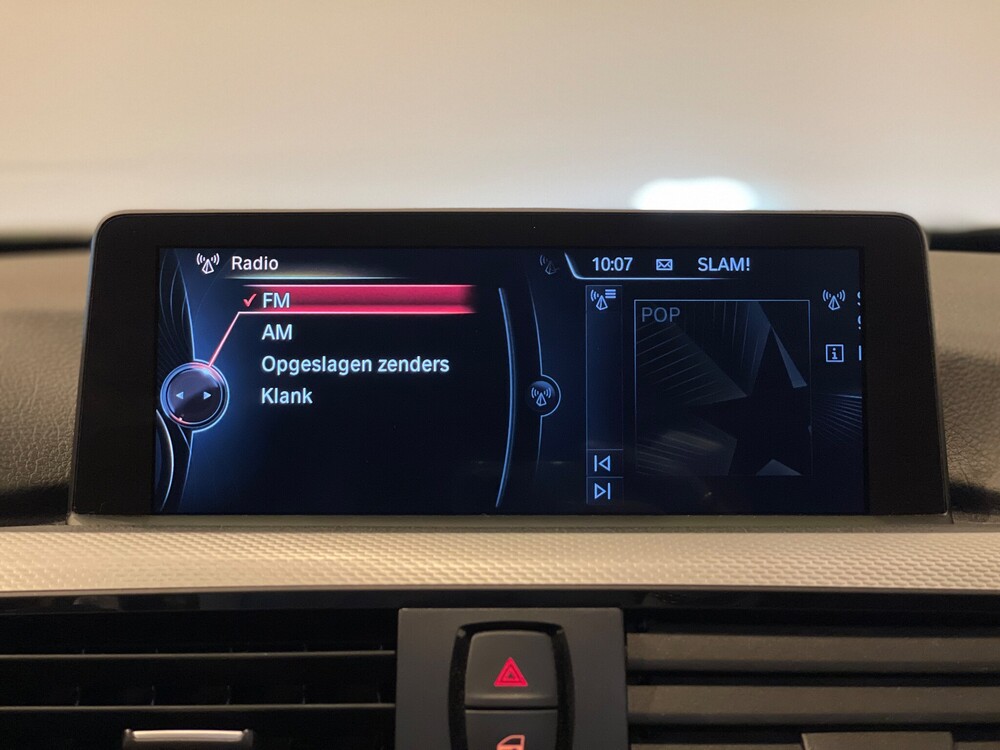 Radio
FM
AM
Opgeslagen zenders
Klank
10:07 SLAM!
POP